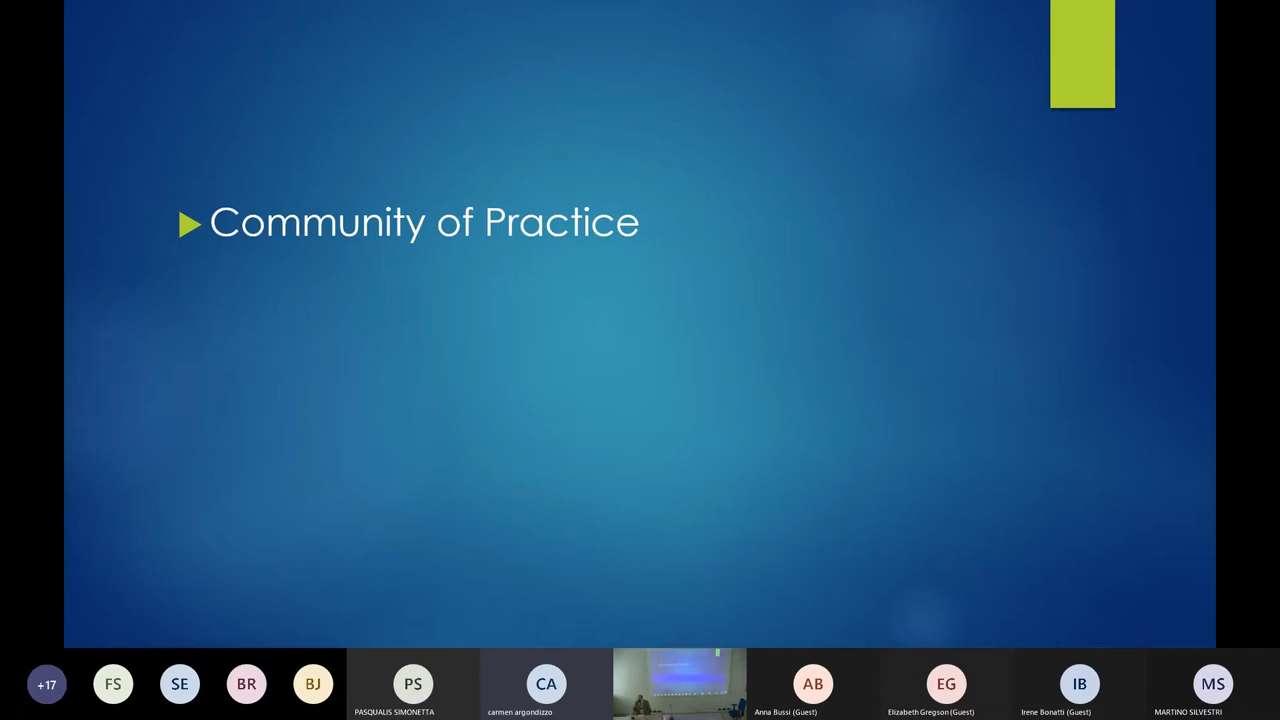 Community of Practice
+17
FS
SE
BR
BJ
PS
PASQUALIS SIMONETTA
CA
carmen argondizzo
AB
Anna Bussi (Guest)
EG
Elizabeth Gregson (Guest)
IB
Irene Bonatti (Guest)
MS
MARTINO SILVESTRI